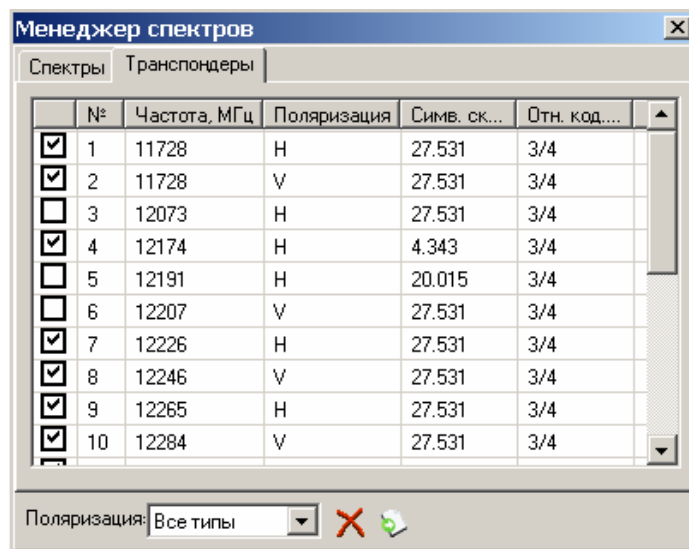 Менеджер спектров
Спектры Транспондеры
№ Частота, МГц Поляризация Симв. ск... Отн. код....
1 11728 H 27.531 3/4
2 11728 V 27.531 3/4
3 12073 H 27.531 3/4
4 12174 H 4.343 3/4
5 12191 H 20.015 3/4
6 12207 V 27.531 3/4
7 12226 H 27.531 3/4
8 12246 V 27.531 3/4
9 12265 H 27.531 3/4
10 12284 V 27.531 3/4
Поляризация: Все типы